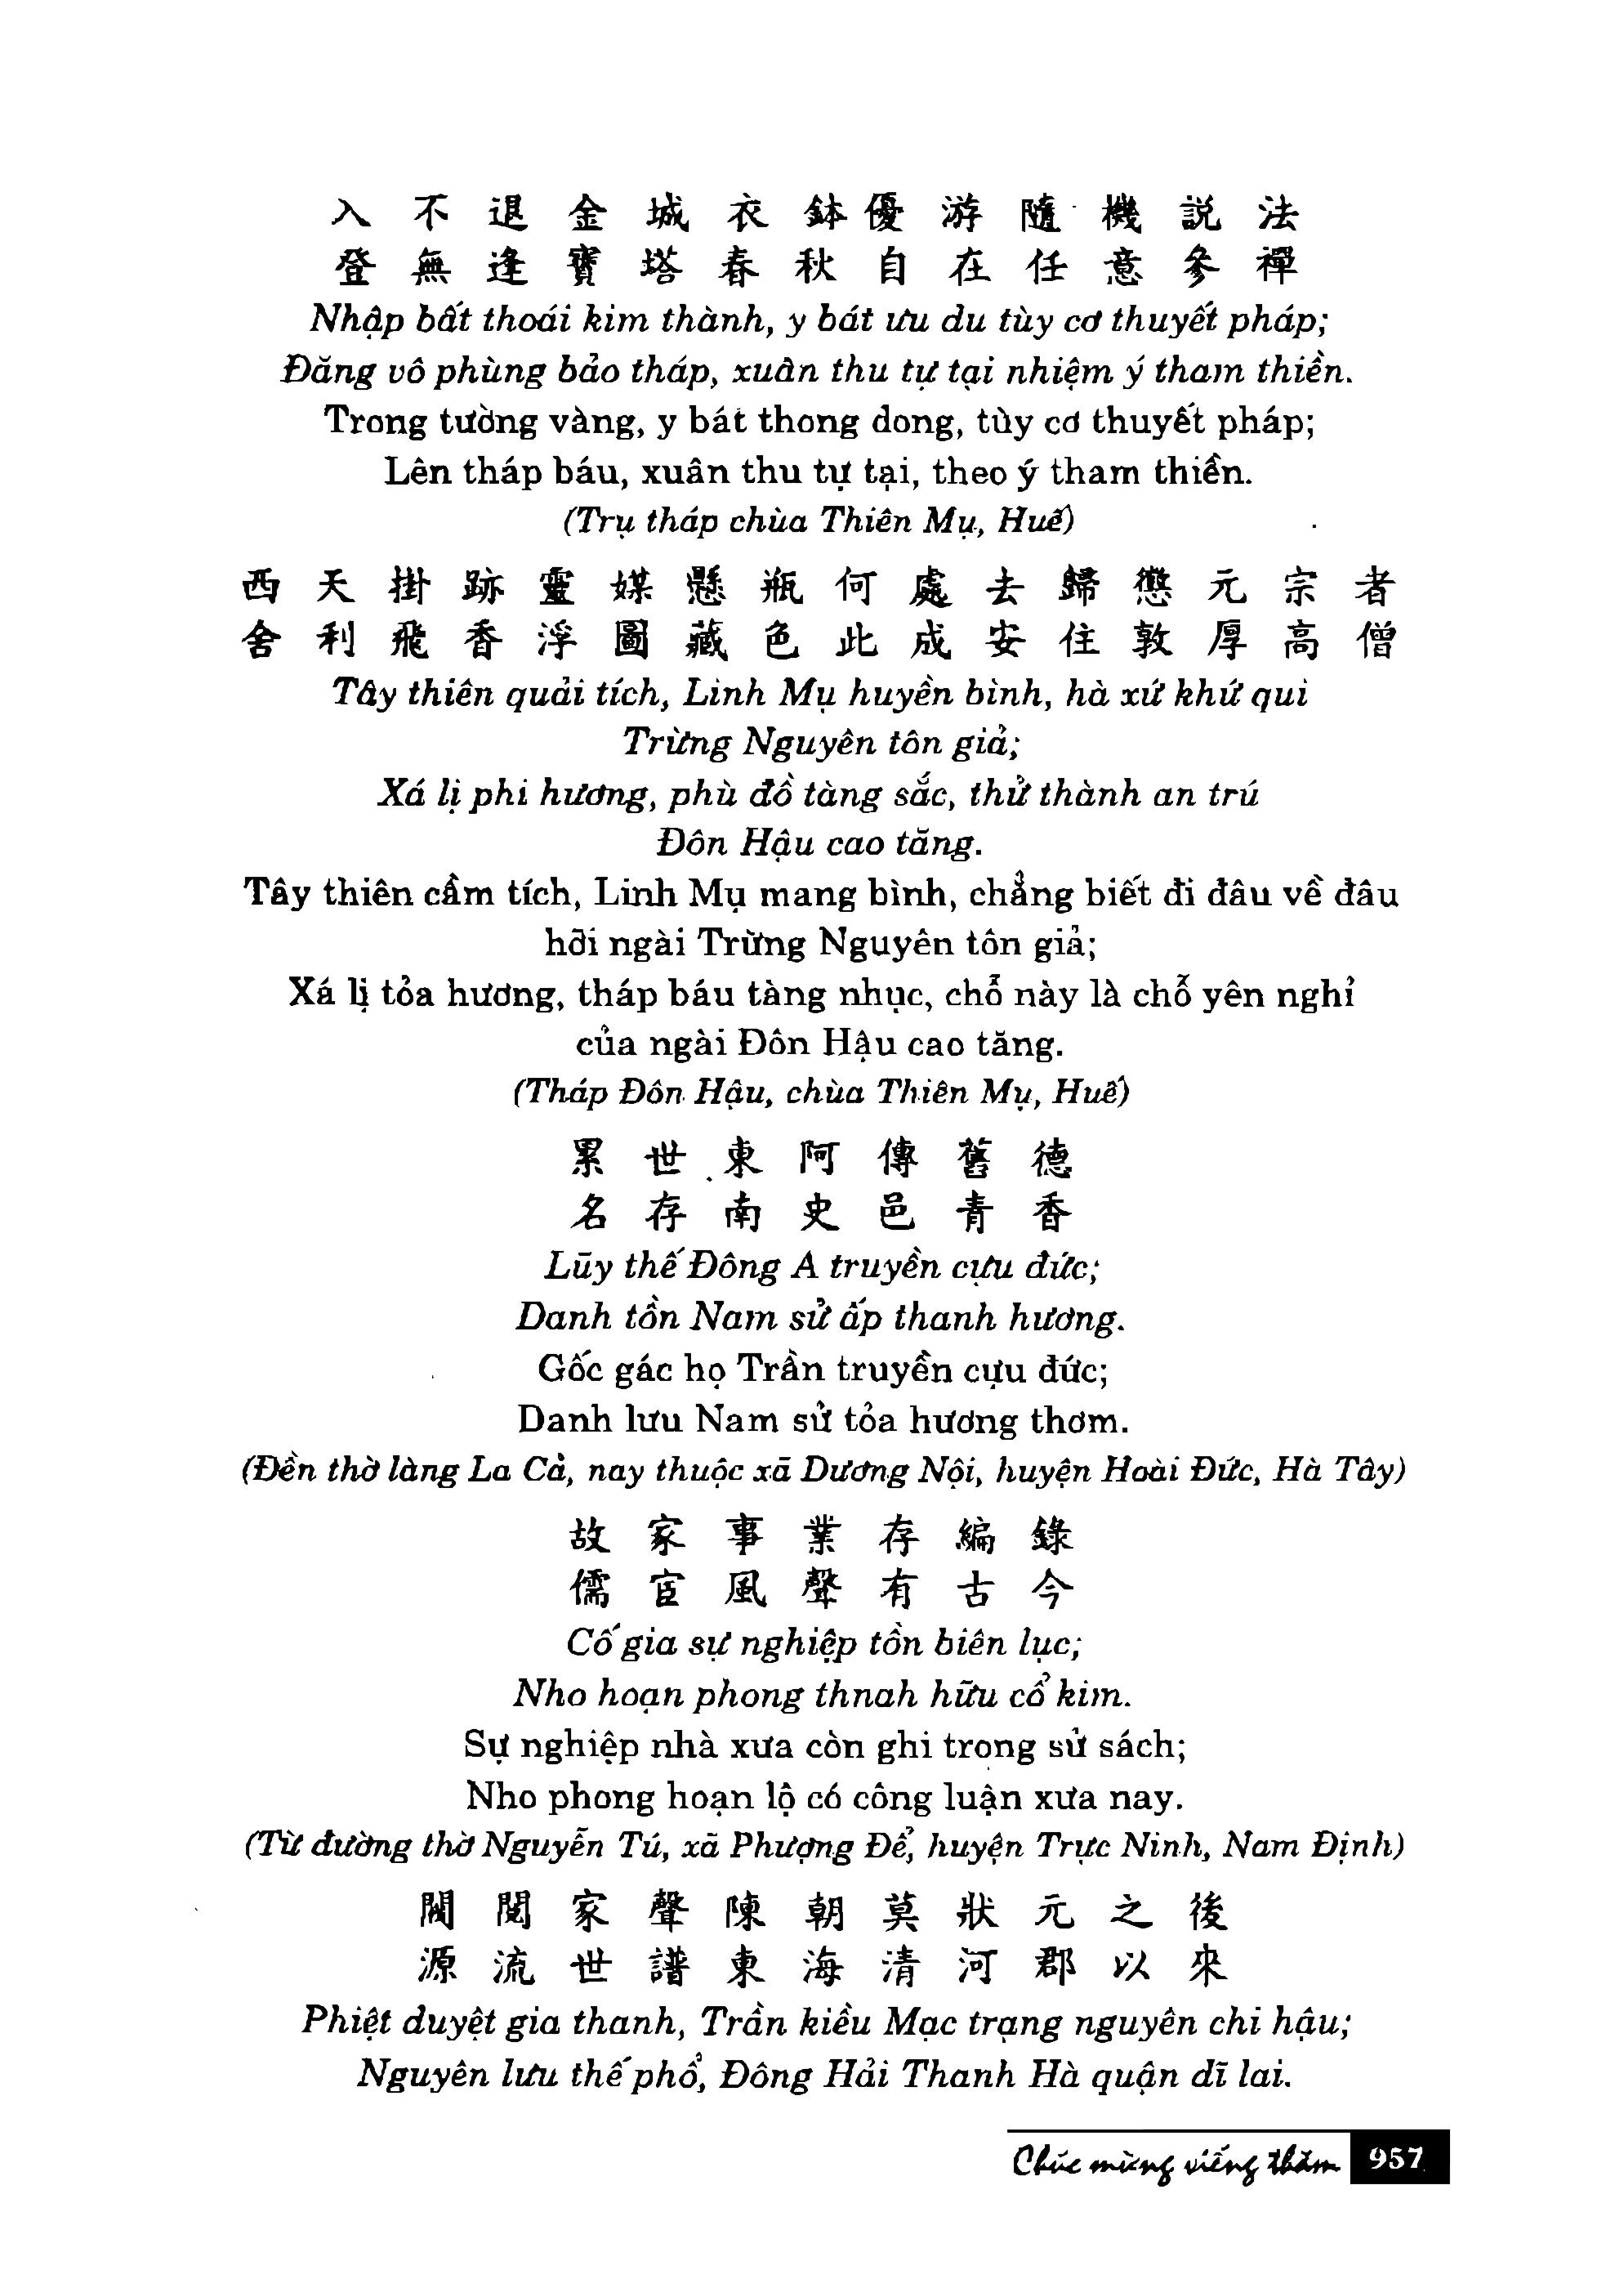 入不退金城衣鉢優游隨機説法
登無逢寶塔春秋自在任意參禪
Nhập bất thoái kim thành, y bát ưu du tùy cơ thuyết pháp;
Đăng vô phùng bảo tháp, xuân thu tự tại nhiệm ý tham thiền.
Trong tường vàng, y bát thong dong, tùy cơ thuyết pháp;
Lên tháp báu, xuân thu tự tại, theo ý tham thiền.
(Trụ tháp chùa Thiên Mụ, Huế)
西天掛跡靈媒懸瓶何處去歸懲元宗者
舍利飛香浮圖藏色此成安住敦厚高僧
Tây thiên quải tích, Linh Mụ huyền bình, hà xứ khứ qui
Trừng Nguyên tôn giả;
Xá lị phi hương, phù đồ tàng sắc, thử thành an trú
Đôn Hậu cao tăng.
Tây thiên cầm tích, Linh Mụ mang bình, chẳng biết đi đâu về đâu
hỡi ngài Trừng Nguyên tôn giả;
Xá lị tỏa hương, tháp báu tàng nhục, chỗ này là chỗ yên nghỉ
của ngài Đôn Hậu cao tăng.
(Tháp Đôn Hậu, chùa Thiên Mụ, Huế)
累世東阿傳舊德
名存南史邑青香
Lũy thế Đông A truyền cựu đức;
Danh tồn Nam sử ấp thanh hương.
Gốc gác họ Trần truyền cựu đức;
Danh lưu Nam sử tỏa hương thơm.
(Đền thờ làng La Cả, nay thuộc xã Dương Nội, huyện Hoài Đức, Hà Tây)
故家事業存編錄
儒宦風聲有古今
Cố gia sự nghiệp tồn biên lục;
Nho hoạn phong thnah hữu cổ kim.
Sự nghiệp nhà xưa còn ghi trong sử sách;
Nho phong hoạn lộ có công luận xưa nay.
(Từ đường thờ Nguyễn Tú, xã Phượng Để, huyện Trực Ninh, Nam Định)
閥閱家聲陳朝莫狀元之後
源流世譜東海清河郡以來
Phiệt duyệt gia thanh, Trần kiều Mạc trạng nguyên chi hậu;
Nguyên lưu thế phổ, Đông Hải Thanh Hà quận dĩ lai.
Chúc mừng viếng thăm 957